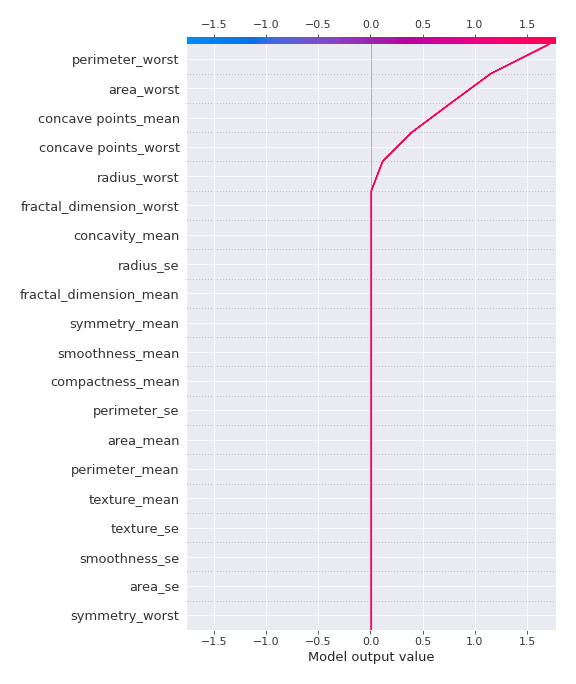 −1.5 −1.0 −0.5 0.0 0.5 1.0 1.5
perimeter_worst
area_worst
concave points_mean
concave points_worst
radius_worst
fractal_dimension_worst
concavity_mean
radius_se
fractal_dimension_mean
symmetry_mean
smoothness_mean
compactness_mean
perimeter_se
area_mean
perimeter_mean
texture_mean
texture_se
smoothness_se
area_se
symmetry_worst
−1.5 −1.0 −0.5 0.0 0.5 1.0 1.5
Model output value